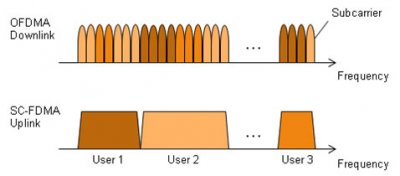 OFDMA
Downlink
Subcarrier
...
Frequency
SC-FDMA
Uplink
...
User 1 User 2 User 3
Frequency